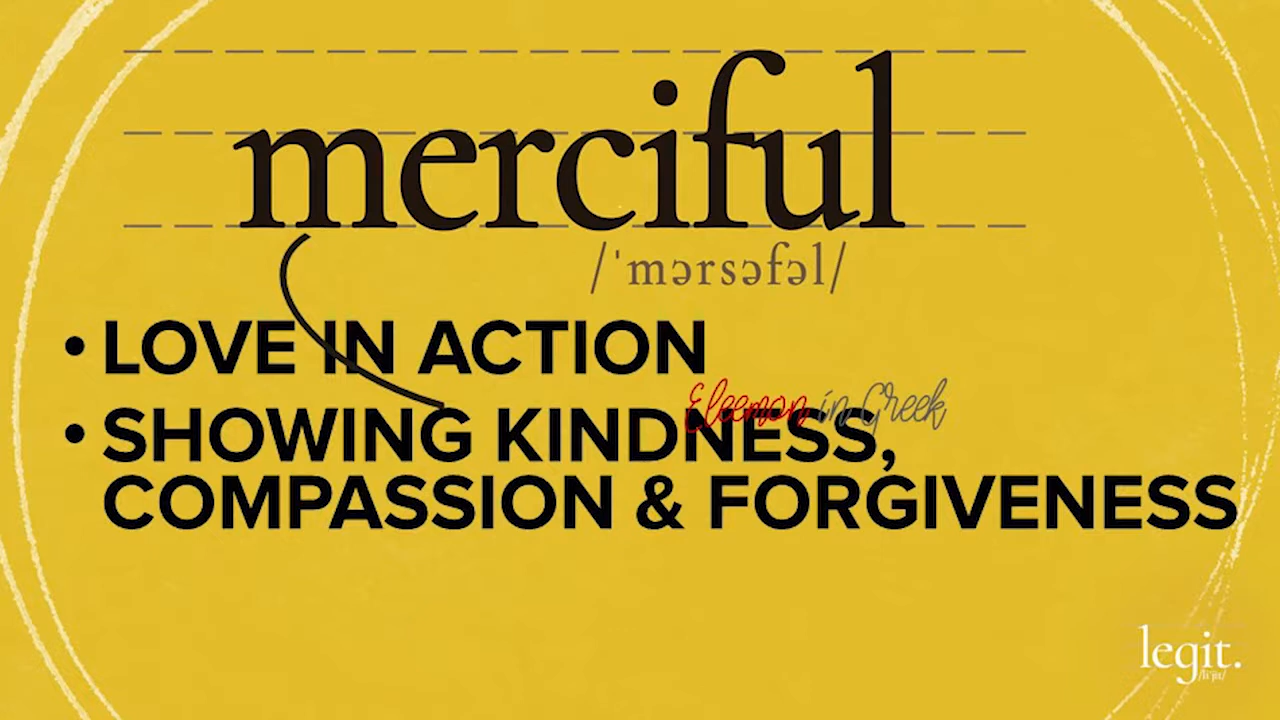 merciful
/ˈmərsəfəl/
• LOVE IN ACTION
Eleemon in Greek
• SHOWING KINDNESS,
COMPASSION & FORGIVENESS
legit.